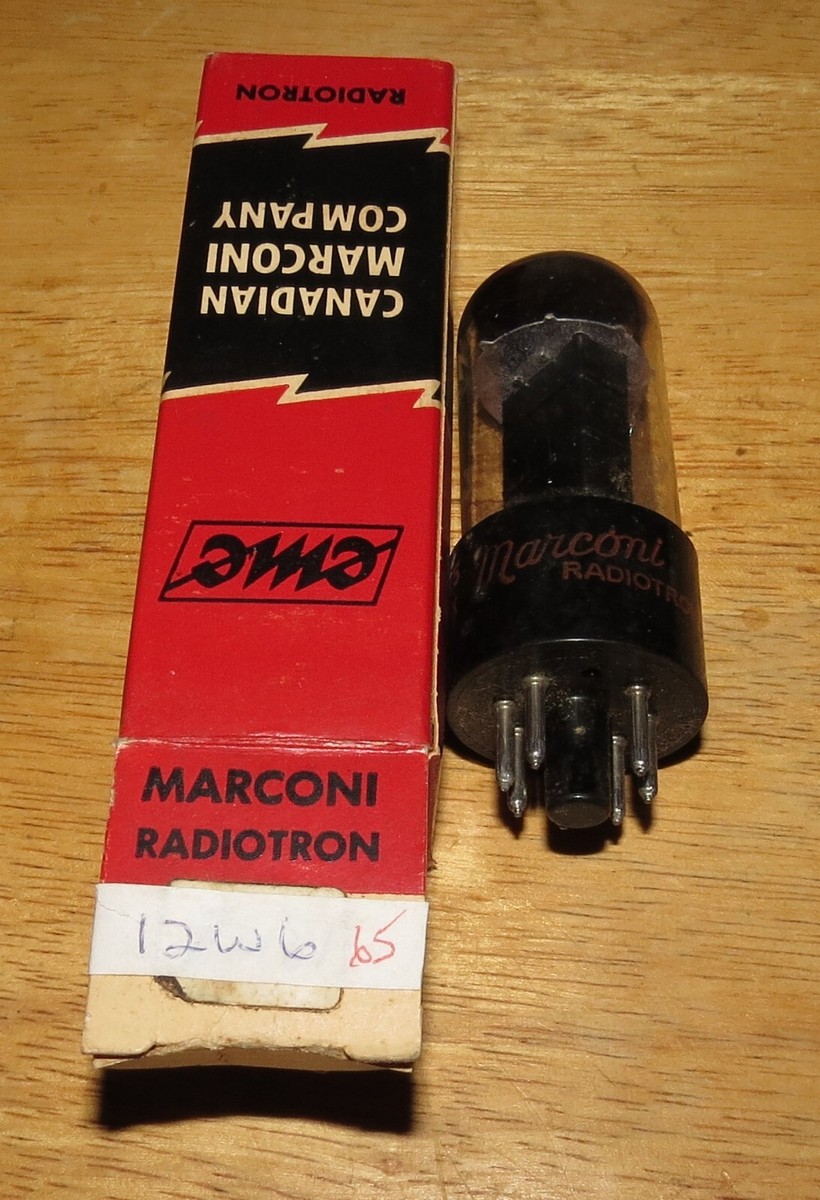 RADIOTRON
CANADIAN
MARCONI
COMPANY
cmc
MARCONI
RADIOTRON
12W6 65
Marconi
RADIOTRON